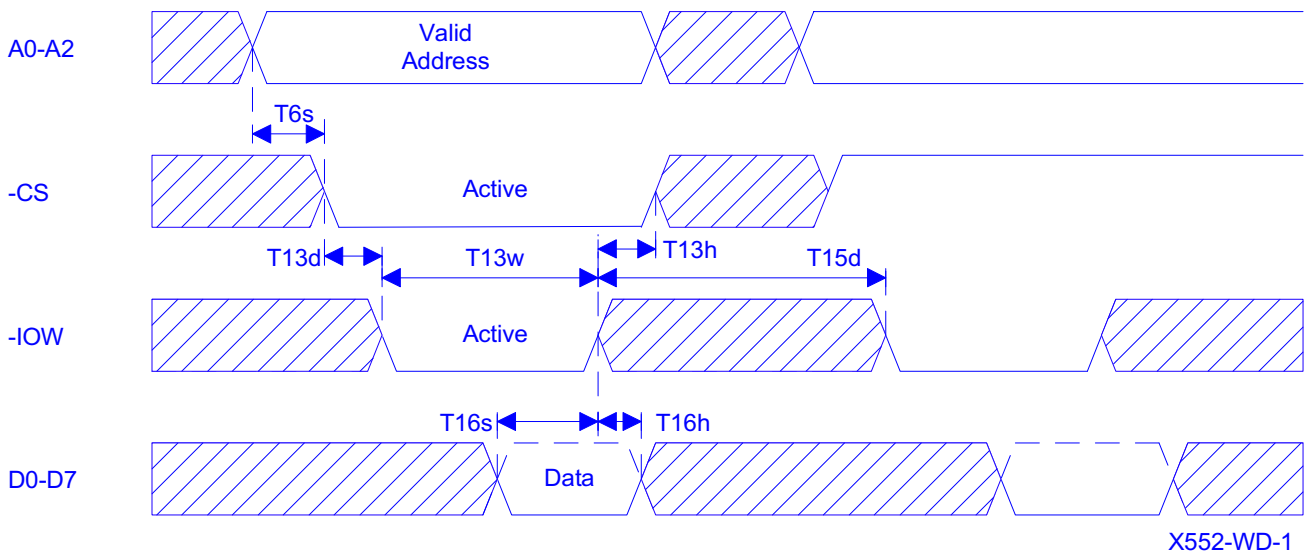 A0-A2
Valid
Address
T6s
-CS
Active
T13d
T13w
T13h
T15d
-IOW
Active
T16s
T16h
D0-D7
Data
X552-WD-1